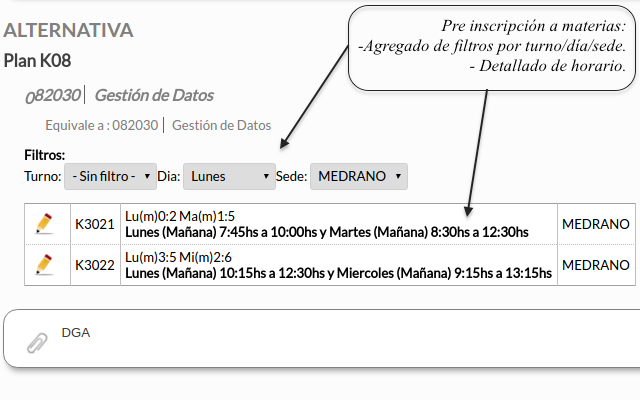 ALTERNATIVA
Plan K08
Pre inscripción a materias:
-Agregado de filtros por turno/día/sede.
- Detallado de horario.
082030 | Gestión de Datos
Equivale a : 082030 | Gestión de Datos
Filtros:
Turno: - Sin filtro - Dia: Lunes Sede: MEDRANO
K3021 Lu(m)0:2 Ma(m)1:5 MEDRANO
Lunes (Mañana) 7:45hs a 10:00hs y Martes (Mañana) 8:30hs a 12:30hs
K3022 Lu(m)3:5 Mi(m)2:6 MEDRANO
Lunes (Mañana) 10:15hs a 12:30hs y Miercoles (Mañana) 9:15hs a 13:15hs
DGA